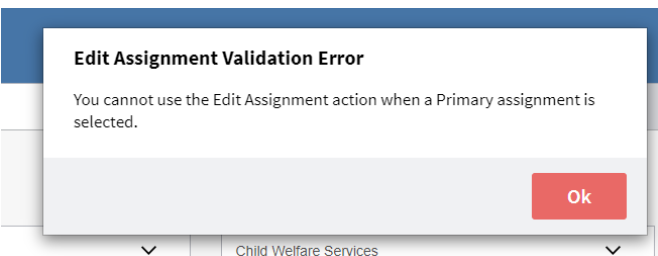 Edit Assignment Validation Error
You cannot use the Edit Assignment action when a Primary assignment is
selected.
Ok
Child Welfare Services